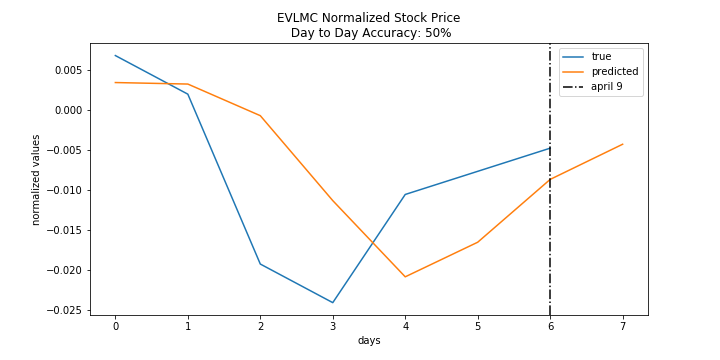 EVLMC Normalized Stock Price
Day to Day Accuracy: 50%
true
predicted
april 9
normalized values
0.005
0.000
−0.005
−0.010
−0.015
−0.020
−0.025
0 1 2 3 4 5 6 7
days